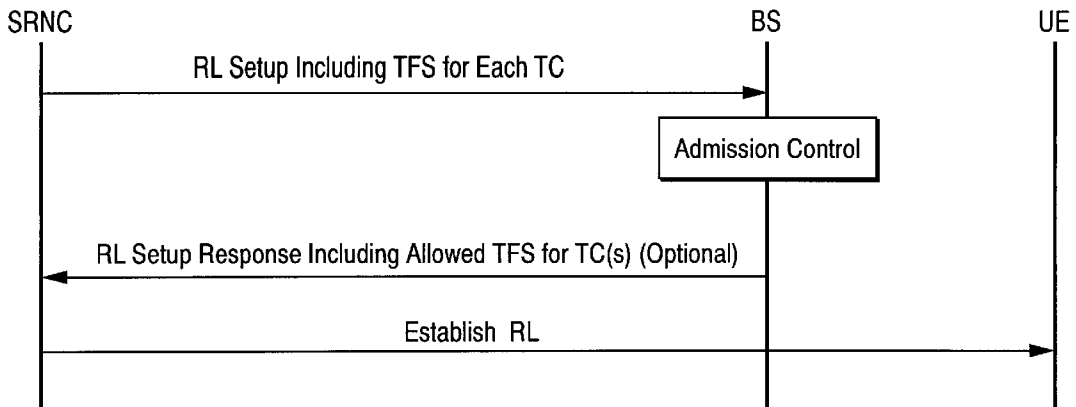 SRNC
BS
UE
RL Setup Including TFS for Each TC
Admission Control
RL Setup Response Including Allowed TFS for TC(s) (Optional)
Establish RL